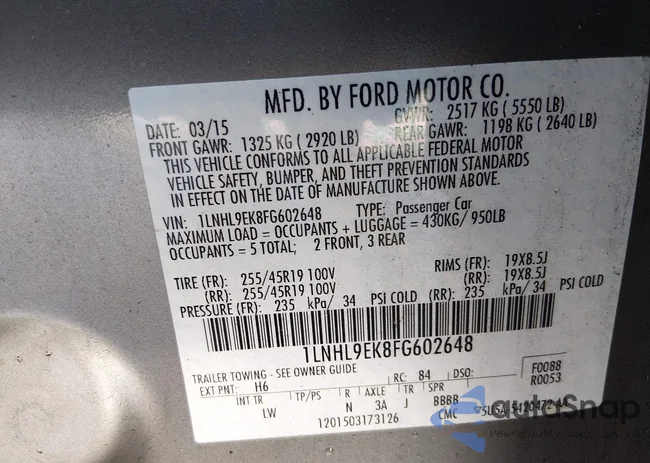 MFD. BY FORD MOTOR CO.
DATE: 03/15 GVWR: 2517 KG ( 5550 LB)
FRONT GAWR: 1325 KG ( 2920 LB) REAR GAWR: 1198 KG ( 2640 LB)
THIS VEHICLE CONFORMS TO ALL APPLICABLE FEDERAL MOTOR
VEHICLE SAFETY, BUMPER, AND THEFT PREVENTION STANDARDS
IN EFFECT ON THE DATE OF MANUFACTURE SHOWN ABOVE.
VIN: 1LNHL9EK8FG602648 TYPE: Passenger Car
MAXIMUM LOAD = OCCUPANTS + LUGGAGE = 430KG/ 950LB
OCCUPANTS = 5 TOTAL; 2 FRONT, 3 REAR
TIRE (FR): 255/45R19 100V RIMS (FR): 19X8.5J
(RR): 255/45R19 100V (RR): 19X8.5J
PRESSURE (FR): 235 kPa/ 34 PSI COLD (RR): 235 kPa/ 34 PSI COLD
1LNHL9EK8FG602648
TRAILER TOWING - SEE OWNER GUIDE
EXT PNT: H6 RC: 84 DSO: F0088
R0053
INT TR TP/PS R AXLE TR SPR
LW N 3A J BBBB
1201503173126 CMC
autoSnap